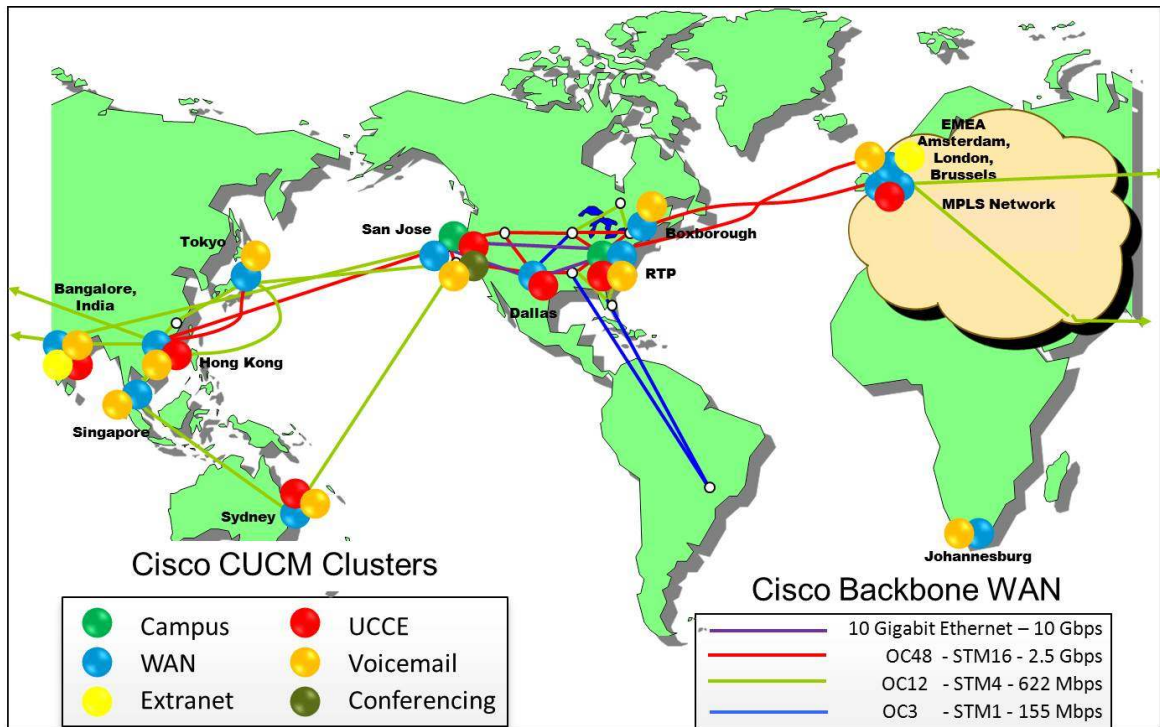 EMEA
Amsterdam,
London,
Brussels
MPLS Network
San Jose
Boxborough
Tokyo
RTP
Bangalore,
India
Dallas
Hong Kong
Singapore
Sydney
Johannesburg
Cisco CUCM Clusters
Campus
UCCE
WAN
Voicemail
Extranet
Conferencing
Cisco Backbone WAN
10 Gigabit Ethernet – 10 Gbps
OC48 - STM16 - 2.5 Gbps
OC12 - STM4 - 622 Mbps
OC3 - STM1 - 155 Mbps